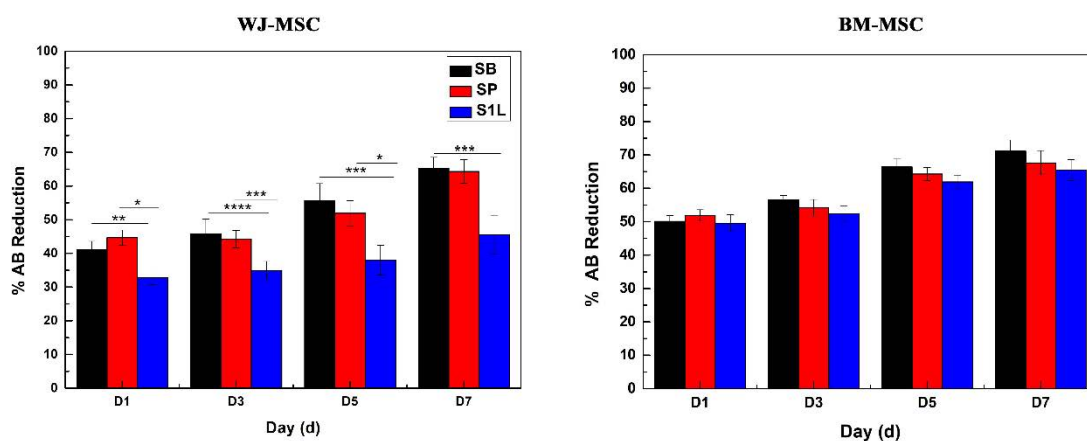 WJ-MSC
100
90
80
70
60
50
40
30
20
10
0
% AB Reduction
SB
SP
S1L
*
**
***
****
*
***
***
D1 D3 D5 D7
Day (d)
BM-MSC
100
90
80
70
60
50
40
30
20
10
0
% AB Reduction
D1 D3 D5 D7
Day (d)